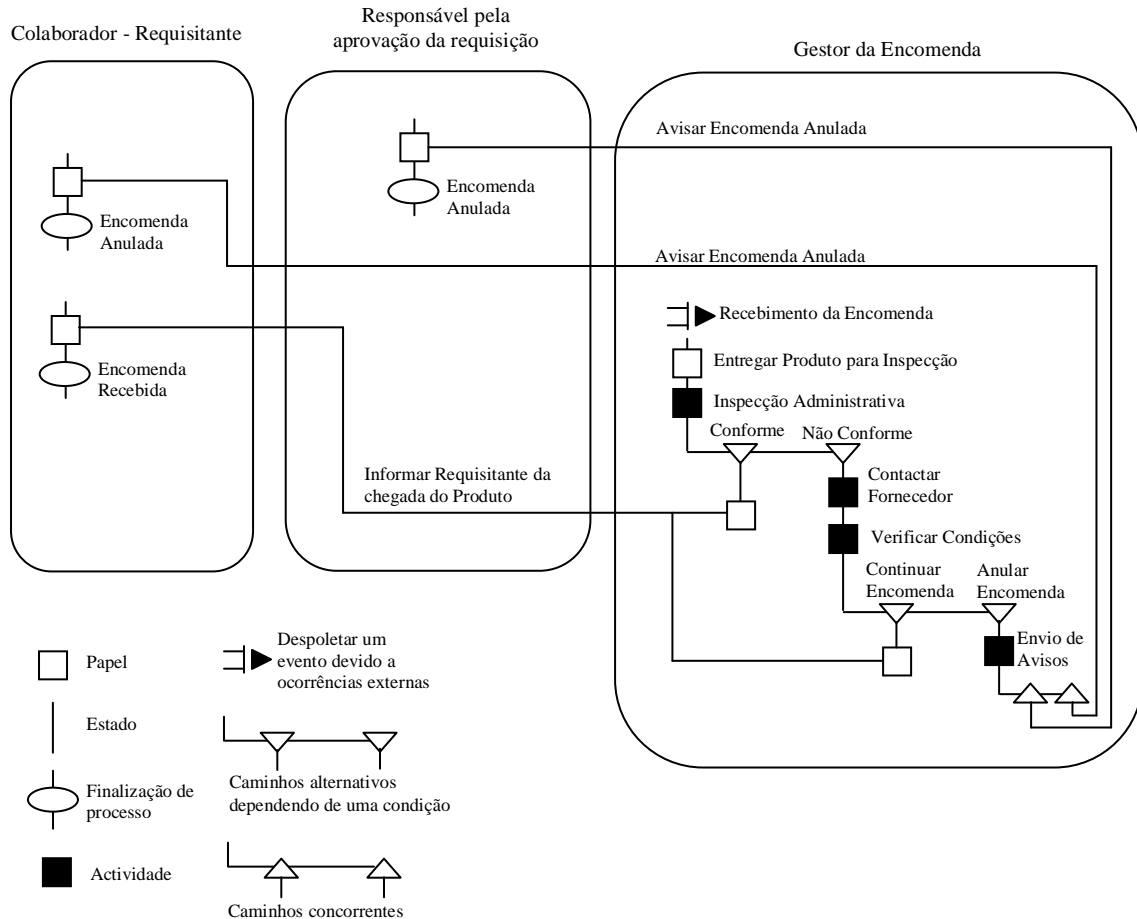 Colaborador - Requisitante
Responsável pela
aprovação da requisição
Gestor da Encomenda
Avisar Encomenda Anulada
Encomenda
Anulada
Encomenda
Anulada
Avisar Encomenda Anulada
Recebimento da Encomenda
Encomenda
Recebida
Entregar Produto para Inspecção
Inspecção Administrativa
Conforme
Não Conforme
Informar Requisitante da
chegada do Produto
Contactar
Fornecedor
Verificar Condições
Continuar
Encomenda
Anular
Encomenda
Envio de
Avisos
Papel
Despoletar um
evento devido a
ocorrências externas
Estado
Caminhos alternativos
dependendo de uma condição
Finalização de
processo
Actividade
Caminhos concorrentes